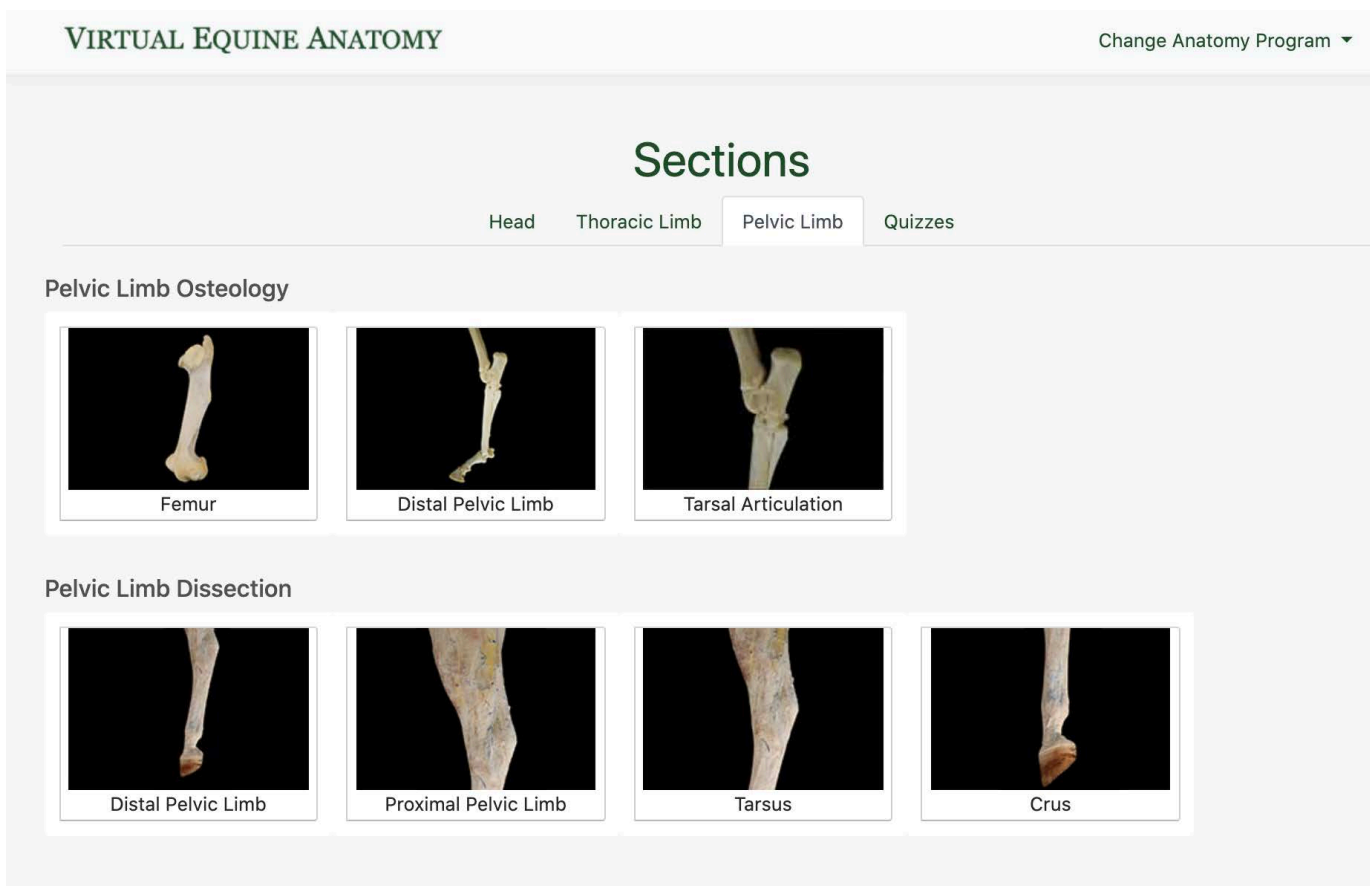 VIRTUAL EQUINE ANATOMY
Change Anatomy Program
Sections
Head
Thoracic Limb
Pelvic Limb
Quizzes
Pelvic Limb Osteology
Femur
Distal Pelvic Limb
Tarsal Articulation
Pelvic Limb Dissection
Distal Pelvic Limb
Proximal Pelvic Limb
Tarsus
Crus